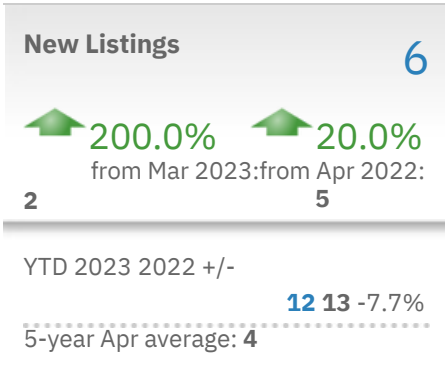 New Listings
6
200.0% 20.0%
from Mar 2023:from Apr 2022:
2 5
YTD 2023 2022 +/-
12 13 -7.7%
5-year Apr average: 4